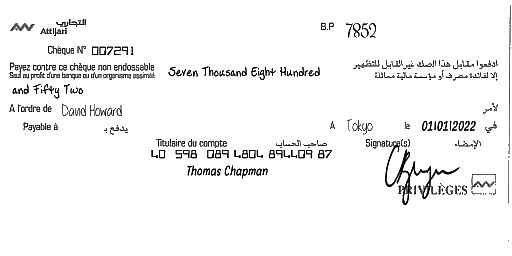 التجاري
Attijari
B.P 7852
Chèque N° 007291
Payez contre ce chèque non endossable Seven Thousand Eight Hundred ادفعوا مقابل هذا الصك غير القابل للتظهير
Sauf au profit d'une banque ou d'un organisme assimilé إلا لفائدة مصرف أو مؤسسة مالية مماثلة
and Fifty Two
A l'ordre de David Howard لأمر
Payable à يدفع بـ A Tokyo le 01|01|2022 في
Titulaire du compte صاحب الحساب Signature(s) الإمضاء
40 598 089 4804 894409 87
Thomas Chapman
PRIVILÈGES